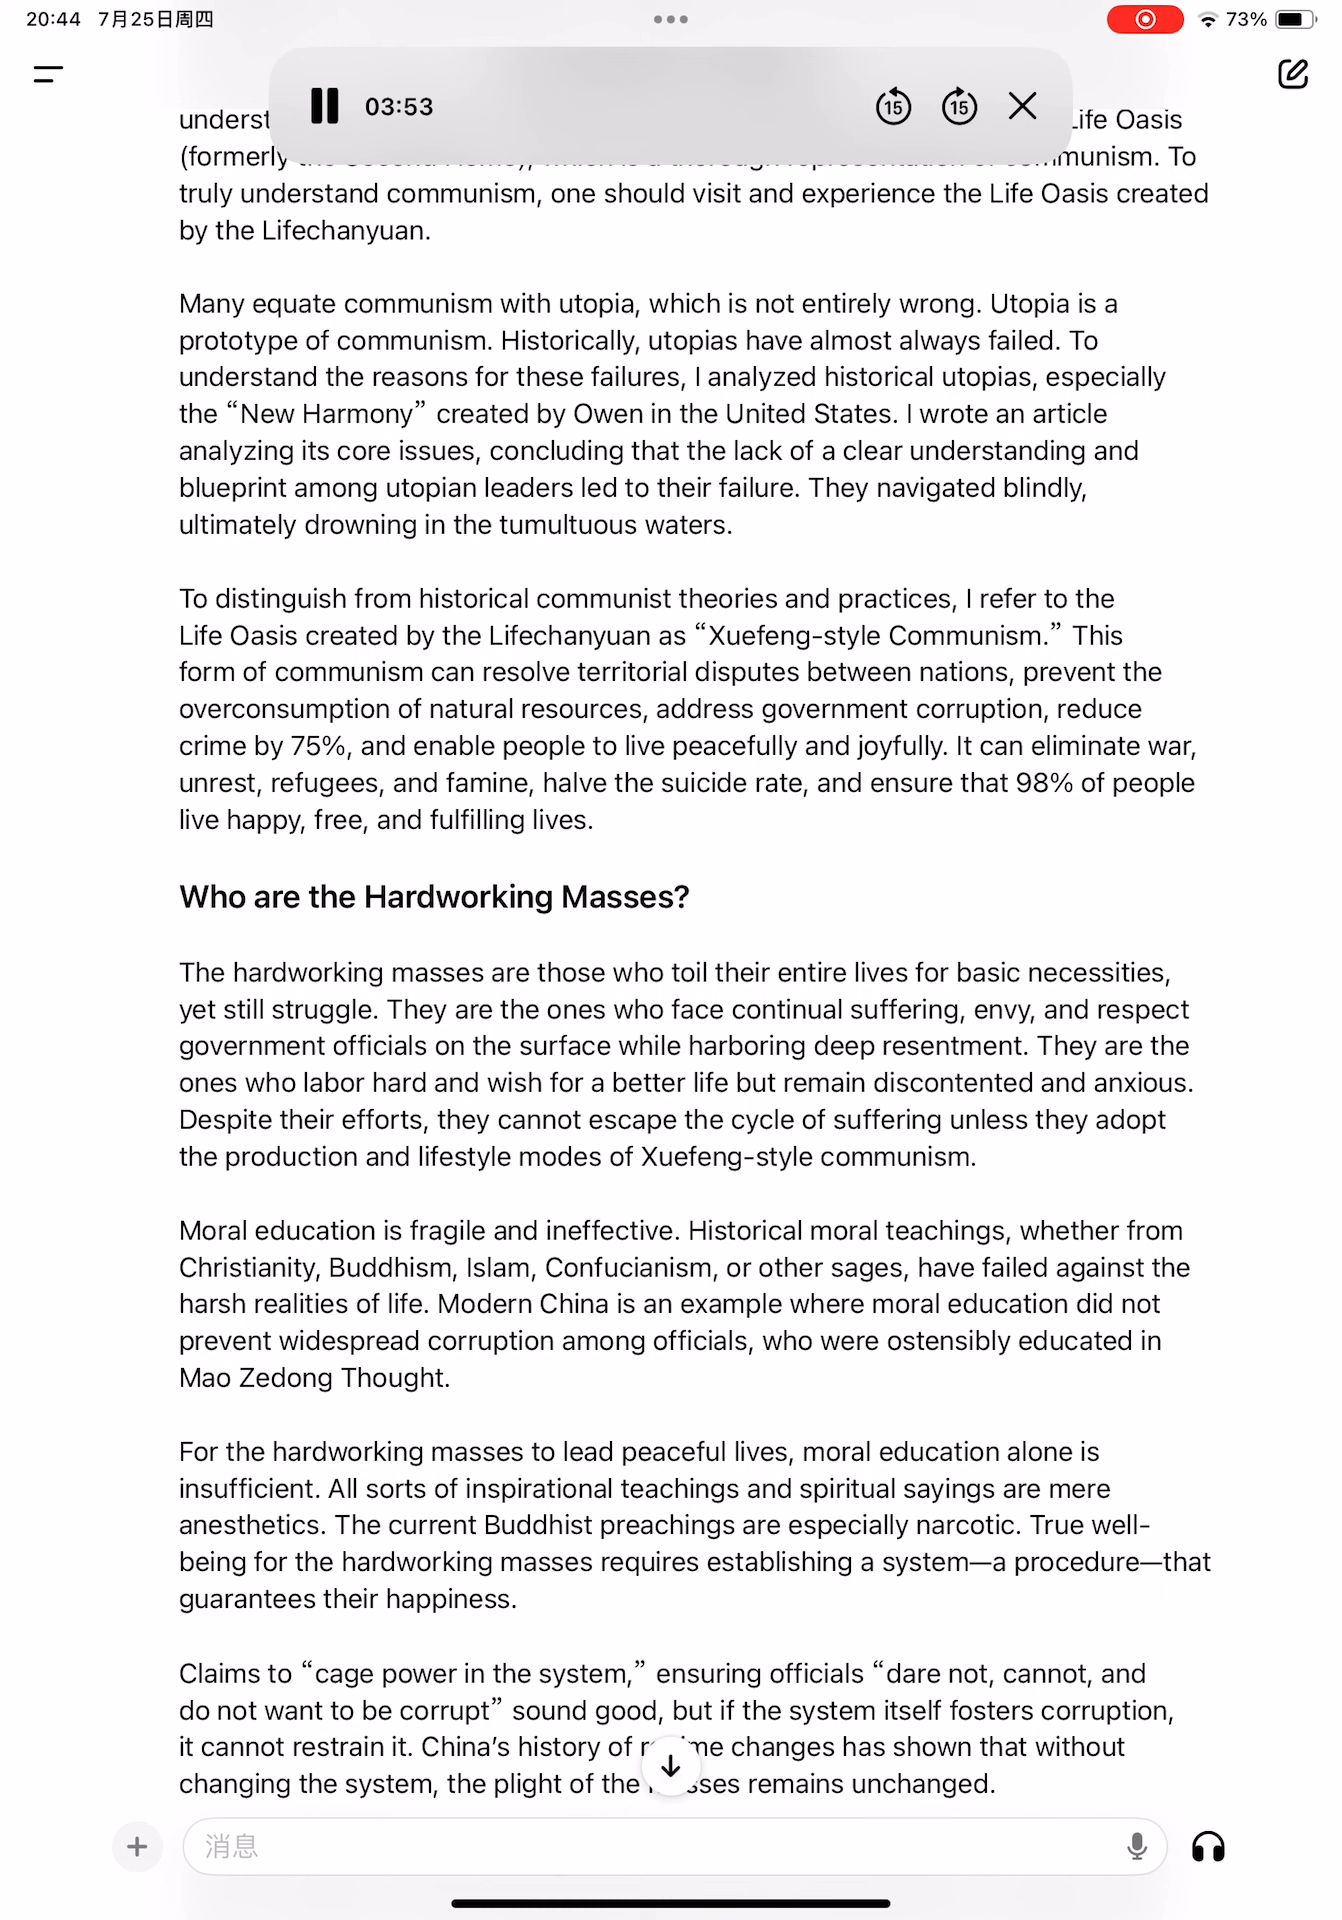 20:44 7月25日周四
73%
03:53
15 15
underst Life Oasis
(formerly communism. To
truly understand communism, one should visit and experience the Life Oasis created
by the Lifechanyuan.
Many equate communism with utopia, which is not entirely wrong. Utopia is a
prototype of communism. Historically, utopias have almost always failed. To
understand the reasons for these failures, I analyzed historical utopias, especially
the “New Harmony” created by Owen in the United States. I wrote an article
analyzing its core issues, concluding that the lack of a clear understanding and
blueprint among utopian leaders led to their failure. They navigated blindly,
ultimately drowning in the tumultuous waters.
To distinguish from historical communist theories and practices, I refer to the
Life Oasis created by the Lifechanyuan as “Xuefeng-style Communism.” This
form of communism can resolve territorial disputes between nations, prevent the
overconsumption of natural resources, address government corruption, reduce
crime by 75%, and enable people to live peacefully and joyfully. It can eliminate war,
unrest, refugees, and famine, halve the suicide rate, and ensure that 98% of people
live happy, free, and fulfilling lives.
Who are the Hardworking Masses?
The hardworking masses are those who toil their entire lives for basic necessities,
yet still struggle. They are the ones who face continual suffering, envy, and respect
government officials on the surface while harboring deep resentment. They are the
ones who labor hard and wish for a better life but remain discontented and anxious.
Despite their efforts, they cannot escape the cycle of suffering unless they adopt
the production and lifestyle modes of Xuefeng-style communism.
Moral education is fragile and ineffective. Historical moral teachings, whether from
Christianity, Buddhism, Islam, Confucianism, or other sages, have failed against the
harsh realities of life. Modern China is an example where moral education did not
prevent widespread corruption among officials, who were ostensibly educated in
Mao Zedong Thought.
For the hardworking masses to lead peaceful lives, moral education alone is
insufficient. All sorts of inspirational teachings and spiritual sayings are mere
anesthetics. The current Buddhist preachings are especially narcotic. True well-
being for the hardworking masses requires establishing a system—a procedure—that
guarantees their happiness.
Claims to “cage power in the system,” ensuring officials “dare not, cannot, and
do not want to be corrupt” sound good, but if the system itself fosters corruption,
it cannot restrain it. China’s history of regime changes has shown that without
changing the system, the plight of the masses remains unchanged.
消息